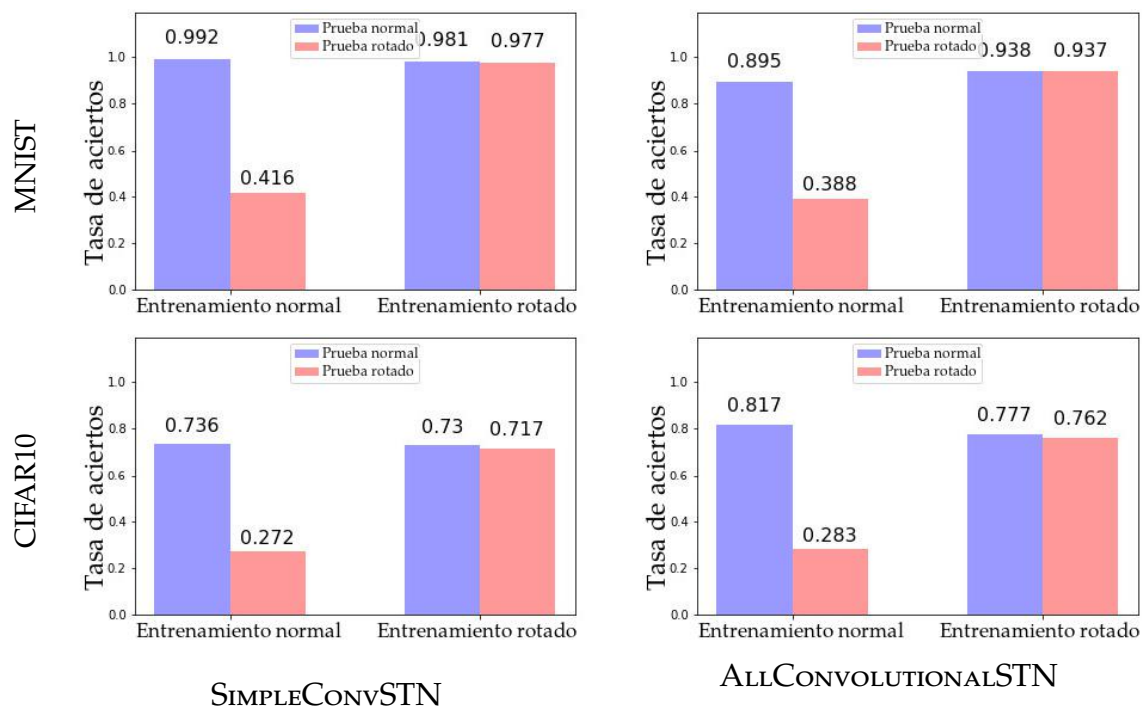 MNIST
Tasa de aciertos
1.0
0.8
0.6
0.4
0.2
0.0
Prueba normal
Prueba rotado
0.992
0.416
0.981
0.977
Entrenamiento normal
Entrenamiento rotado
Tasa de aciertos
1.0
0.8
0.6
0.4
0.2
0.0
Prueba normal
Prueba rotado
0.895
0.388
0.938
0.937
Entrenamiento normal
Entrenamiento rotado
CIFAR10
Tasa de aciertos
1.0
0.8
0.6
0.4
0.2
0.0
Prueba normal
Prueba rotado
0.736
0.272
0.73
0.717
Entrenamiento normal
Entrenamiento rotado
Tasa de aciertos
1.0
0.8
0.6
0.4
0.2
0.0
Prueba normal
Prueba rotado
0.817
0.283
0.777
0.762
Entrenamiento normal
Entrenamiento rotado
SimpleConvSTN
AllConvolutionalSTN